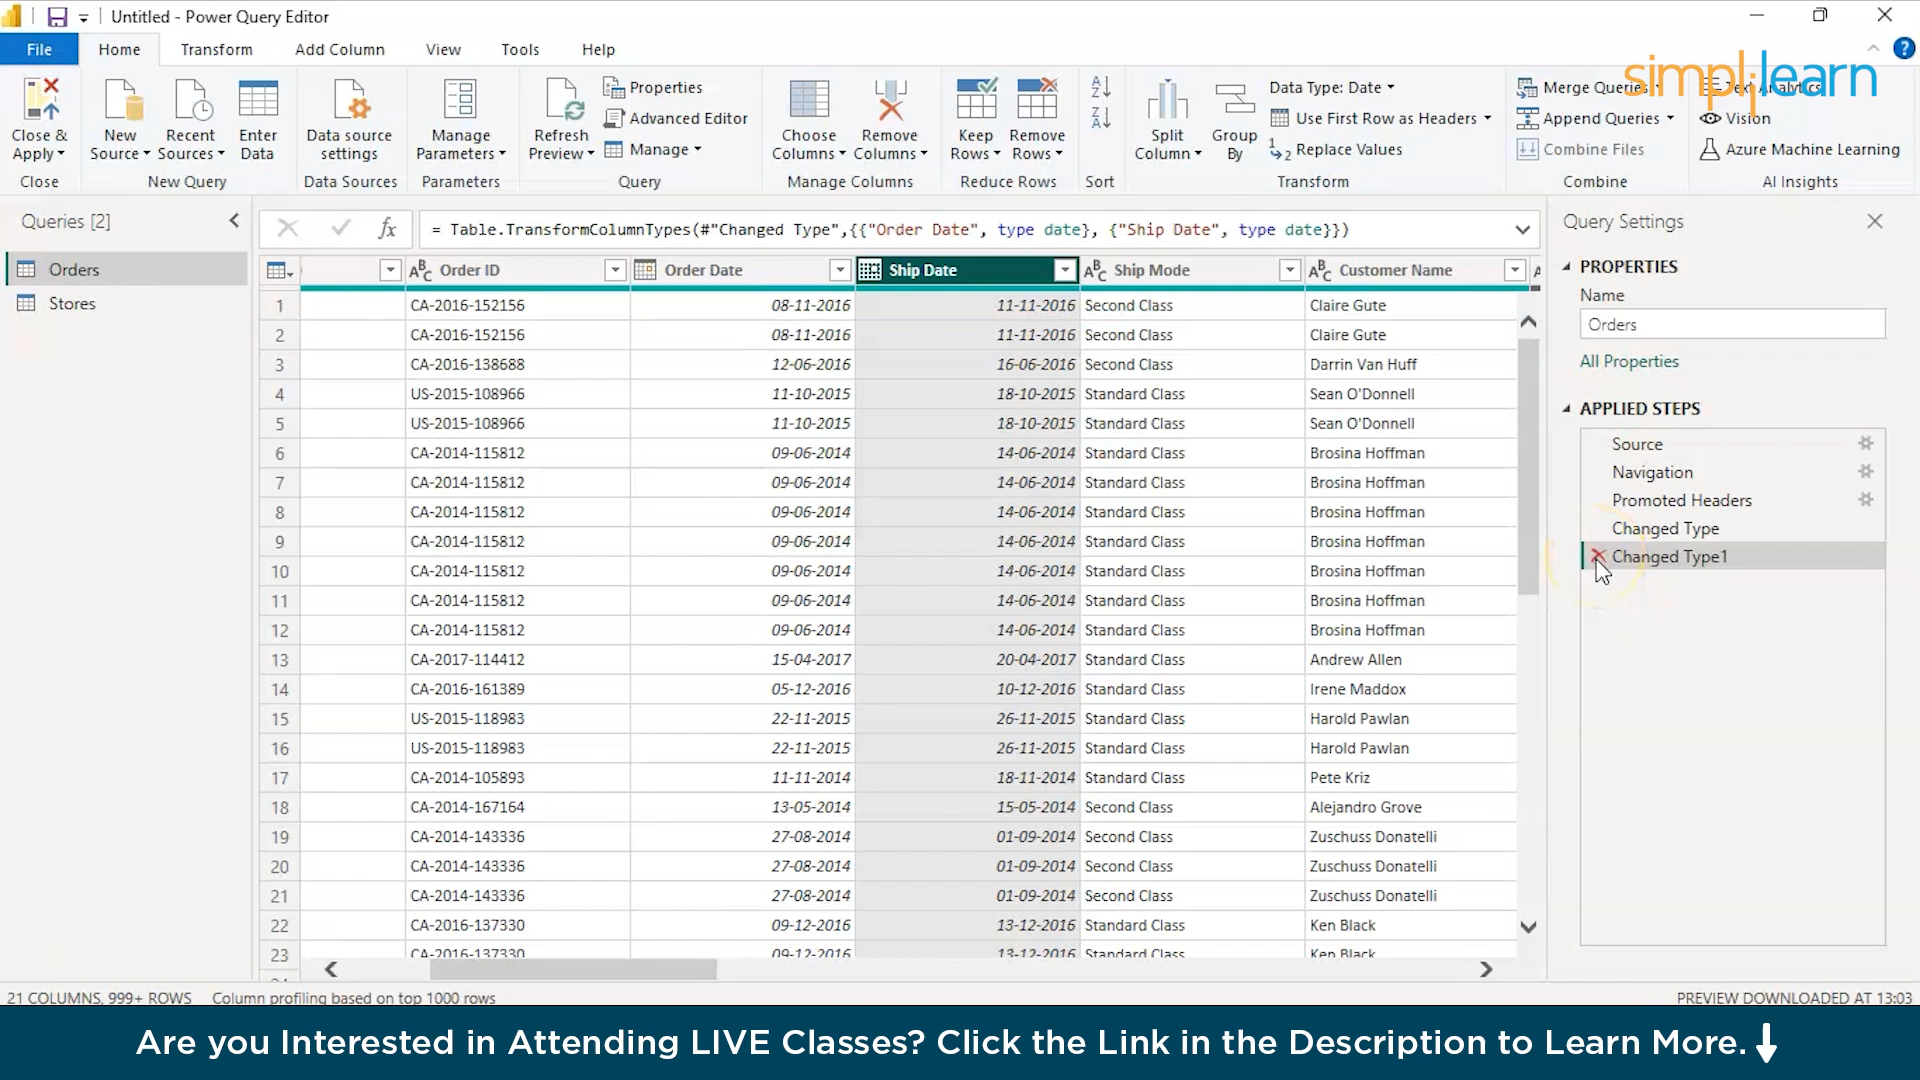 Untitled - Power Query Editor
File Home Transform Add Column View Tools Help
simplilearn
Close & Apply
New Source
Recent Sources
Enter Data
Data source settings
Manage Parameters
Refresh Preview
Properties
Advanced Editor
Manage
Choose Columns
Remove Columns
Keep Rows
Remove Rows
Split Column
Group By
Data Type: Date
Use First Row as Headers
Replace Values
Merge Queries
Append Queries
Combine Files
Text Analytics
Vision
Azure Machine Learning
Close New Query Data Sources Parameters Query Manage Columns Reduce Rows Sort Transform Combine AI Insights
Queries [2]
Orders
Stores
fx = Table.TransformColumnTypes(#"Changed Type",{{"Order Date", type date}, {"Ship Date", type date}})
Order ID Order Date Ship Date Ship Mode Customer Name
1 CA-2016-152156 08-11-2016 11-11-2016 Second Class Claire Gute
2 CA-2016-152156 08-11-2016 11-11-2016 Second Class Claire Gute
3 CA-2016-138688 12-06-2016 16-06-2016 Second Class Darrin Van Huff
4 US-2015-108966 11-10-2015 18-10-2015 Standard Class Sean O'Donnell
5 US-2015-108966 11-10-2015 18-10-2015 Standard Class Sean O'Donnell
6 CA-2014-115812 09-06-2014 14-06-2014 Standard Class Brosina Hoffman
7 CA-2014-115812 09-06-2014 14-06-2014 Standard Class Brosina Hoffman
8 CA-2014-115812 09-06-2014 14-06-2014 Standard Class Brosina Hoffman
9 CA-2014-115812 09-06-2014 14-06-2014 Standard Class Brosina Hoffman
10 CA-2014-115812 09-06-2014 14-06-2014 Standard Class Brosina Hoffman
11 CA-2014-115812 09-06-2014 14-06-2014 Standard Class Brosina Hoffman
12 CA-2014-115812 09-06-2014 14-06-2014 Standard Class Brosina Hoffman
13 CA-2017-114412 15-04-2017 20-04-2017 Standard Class Andrew Allen
14 CA-2016-161389 05-12-2016 10-12-2016 Standard Class Irene Maddox
15 US-2015-118983 22-11-2015 26-11-2015 Standard Class Harold Pawlan
16 US-2015-118983 22-11-2015 26-11-2015 Standard Class Harold Pawlan
17 CA-2014-105893 11-11-2014 18-11-2014 Standard Class Pete Kriz
18 CA-2014-167164 13-05-2014 15-05-2014 Second Class Alejandro Grove
19 CA-2014-143336 27-08-2014 01-09-2014 Second Class Zuschuss Donatelli
20 CA-2014-143336 27-08-2014 01-09-2014 Second Class Zuschuss Donatelli
21 CA-2014-143336 27-08-2014 01-09-2014 Second Class Zuschuss Donatelli
22 CA-2016-137330 09-12-2016 13-12-2016 Standard Class Ken Black
23 CA-2016-137330 09-12-2016 13-12-2016 Standard Class Ken Black
Query Settings
PROPERTIES
Name
Orders
All Properties
APPLIED STEPS
Source
Navigation
Promoted Headers
Changed Type
Changed Type1
21 COLUMNS, 999+ ROWS Column profiling based on top 1000 rows PREVIEW DOWNLOADED AT 13:03
Are you Interested in Attending LIVE Classes? Click the Link in the Description to Learn More.